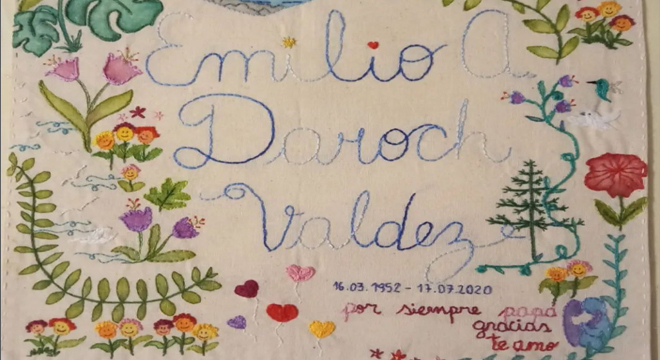 Emilio A.
Daroch
Valdez
16.03.1952 - 17.07.2020
por siempre papá
gracias
te amo